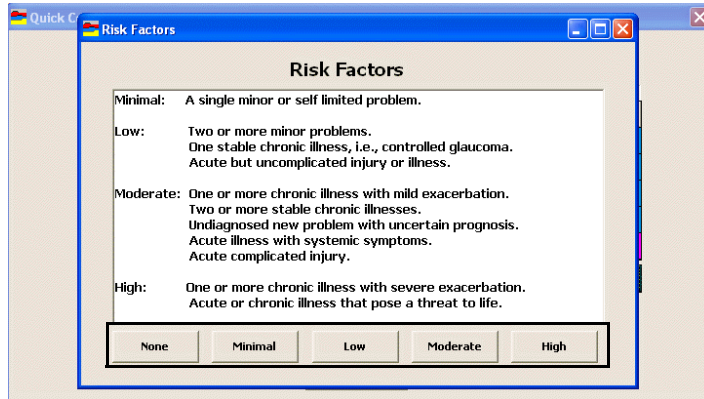 Quick C
Risk Factors
Risk Factors
Minimal: A single minor or self limited problem.
Low: Two or more minor problems.
One stable chronic illness, i.e., controlled glaucoma.
Acute but uncomplicated injury or illness.
Moderate: One or more chronic illness with mild exacerbation.
Two or more stable chronic illnesses.
Undiagnosed new problem with uncertain prognosis.
Acute illness with systemic symptoms.
Acute complicated injury.
High: One or more chronic illness with severe exacerbation.
Acute or chronic illness that pose a threat to life.
None Minimal Low Moderate High